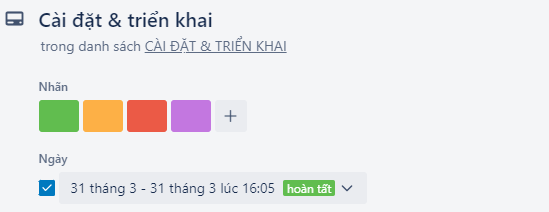 Cài đặt & triển khai
trong danh sách CÀI ĐẶT & TRIỂN KHAI
Nhãn
Ngày
31 tháng 3 - 31 tháng 3 lúc 16:05 hoàn tất